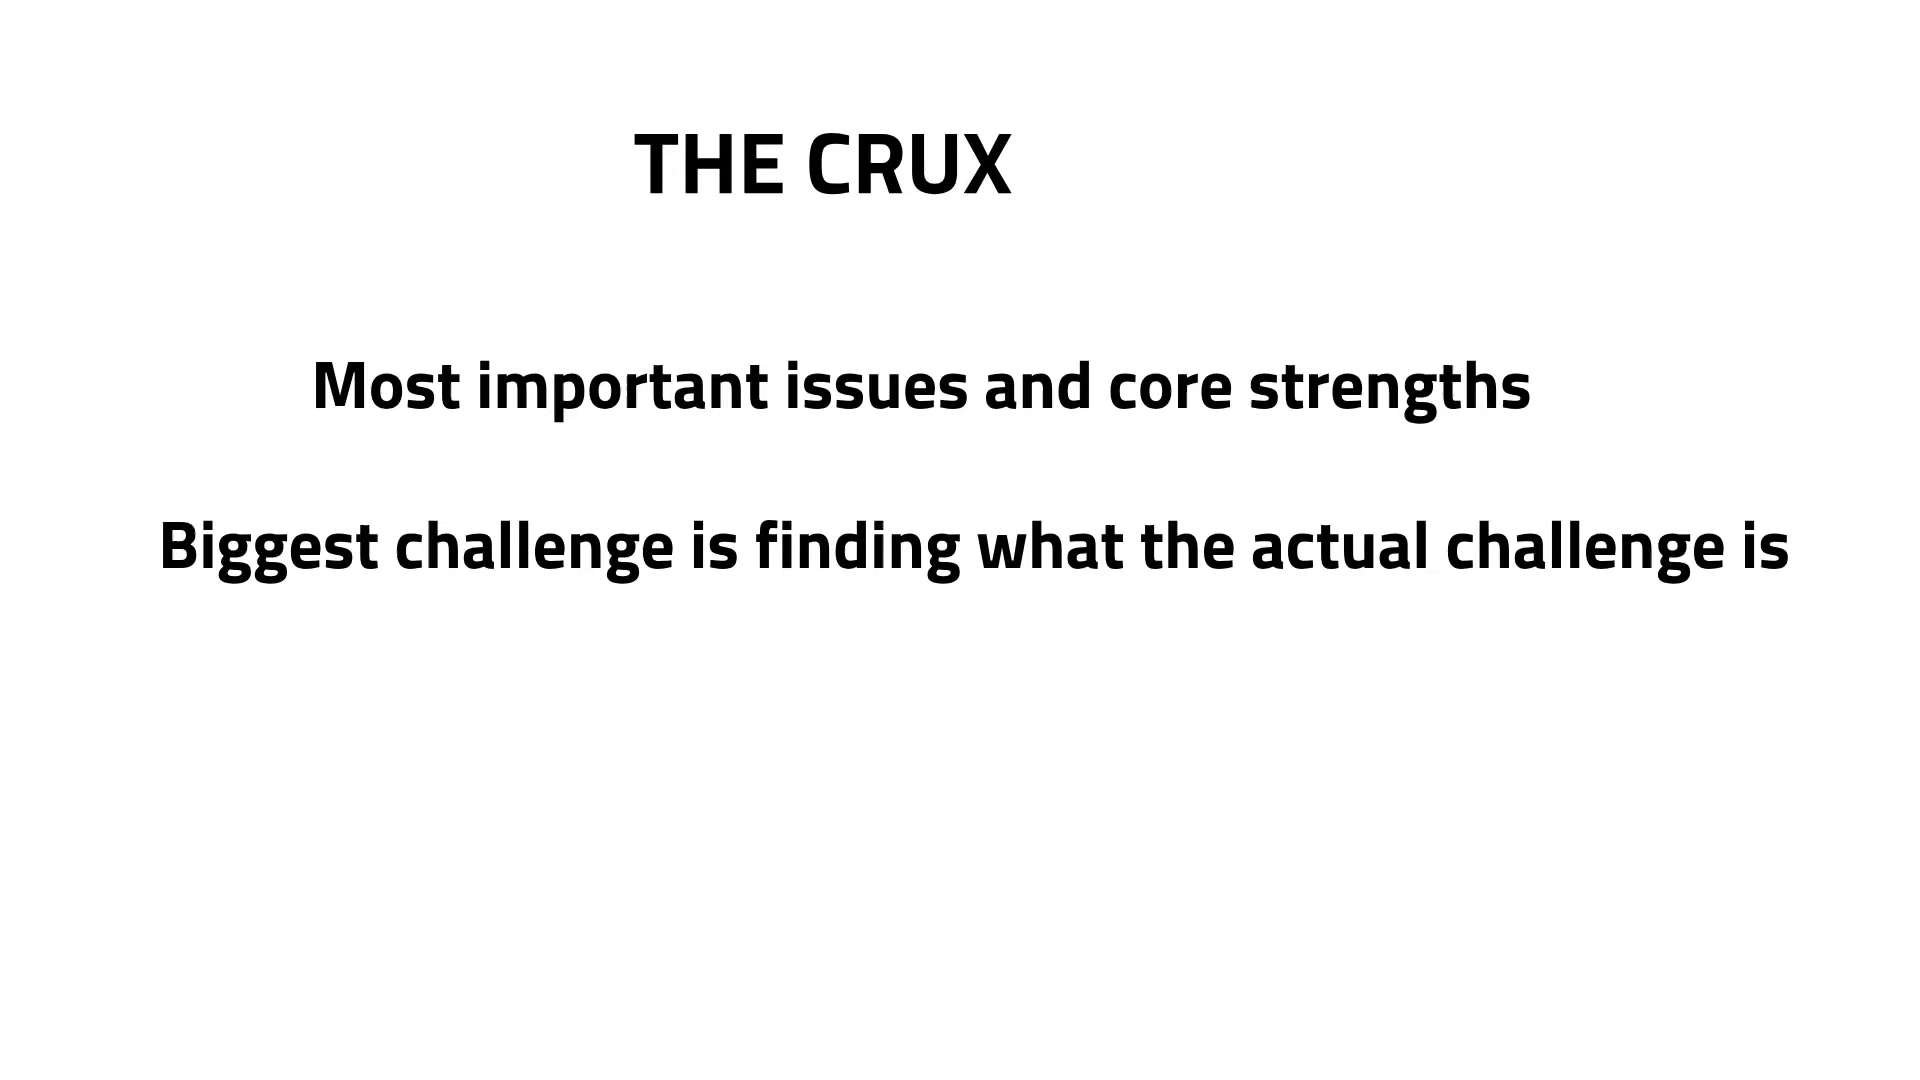 THE CRUX
Most important issues and core strengths
Biggest challenge is finding what the actual challenge is